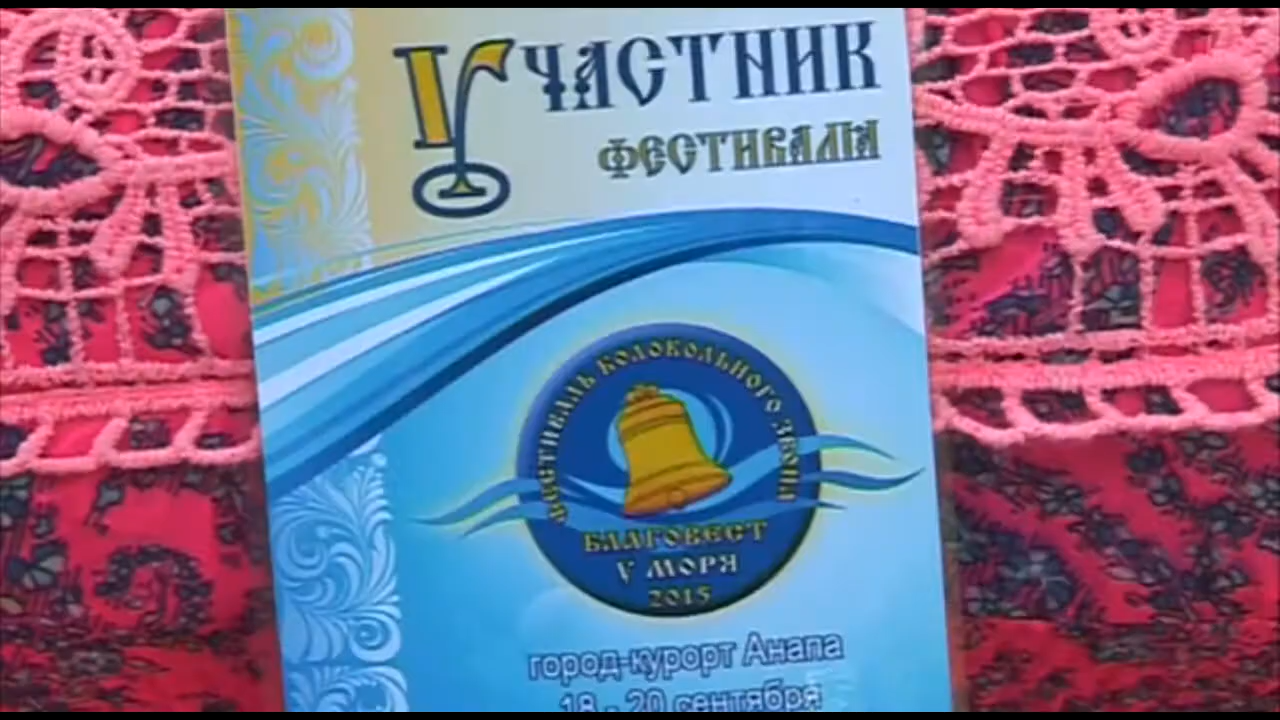 Участник
фестиваля
Фестиваль колокольного звона
Благовест
у моря
2015
город-курорт Анапа
18 - 20 сентября